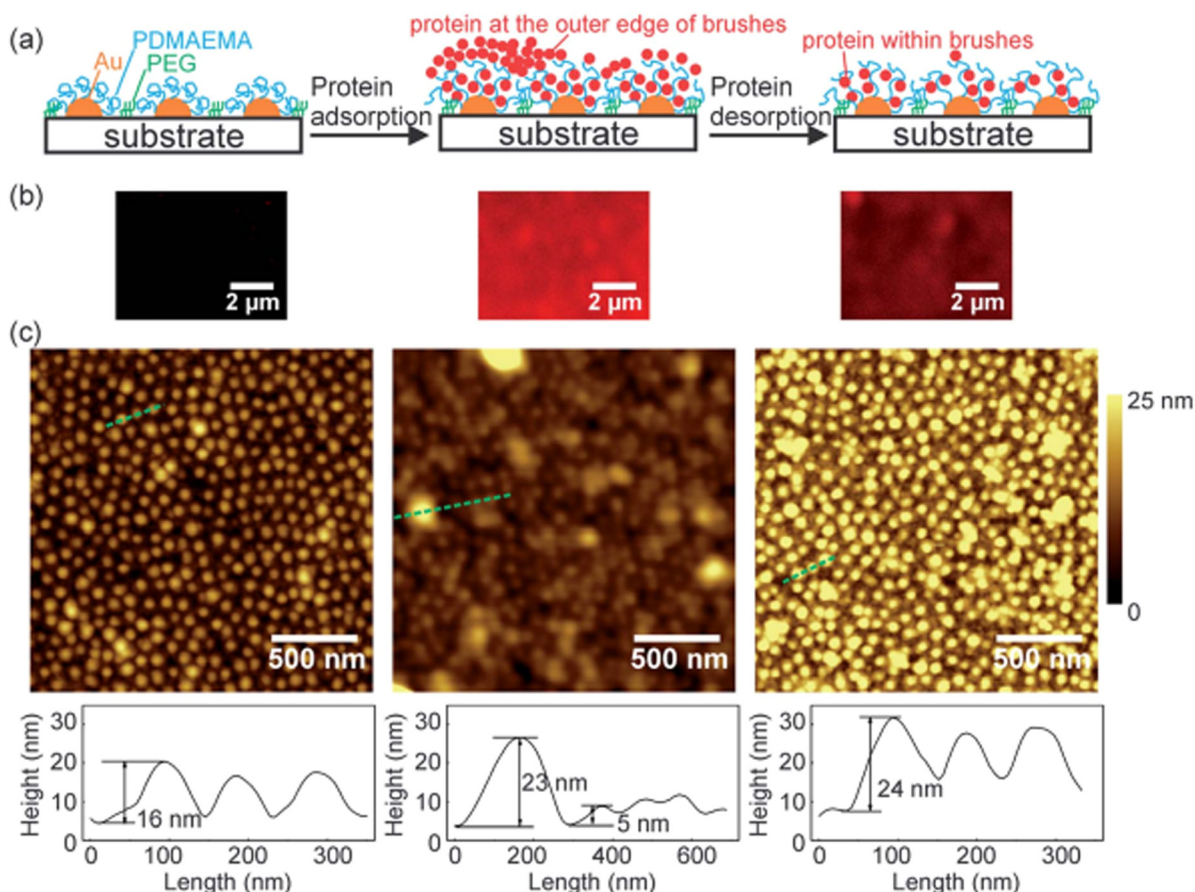 (a)
PDMAEMA
Au
PEG
substrate
Protein
adsorption
protein at the outer edge of brushes
substrate
Protein
desorption
protein within brushes
substrate
(b)
2 μm
2 μm
2 μm
(c)
500 nm
500 nm
500 nm
25 nm
0
Height (nm)
30
20
10
0
16 nm
0 100 200 300
Length (nm)
Height (nm)
30
20
10
0
23 nm
5 nm
0 200 400 600
Length (nm)
Height (nm)
30
20
10
0
24 nm
0 100 200 300
Length (nm)